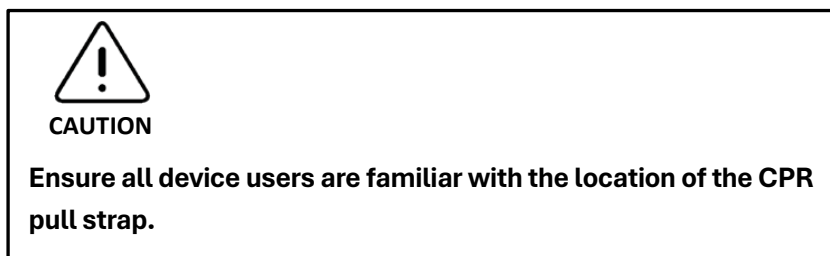 CAUTION
Ensure all device users are familiar with the location of the CPR
pull strap.